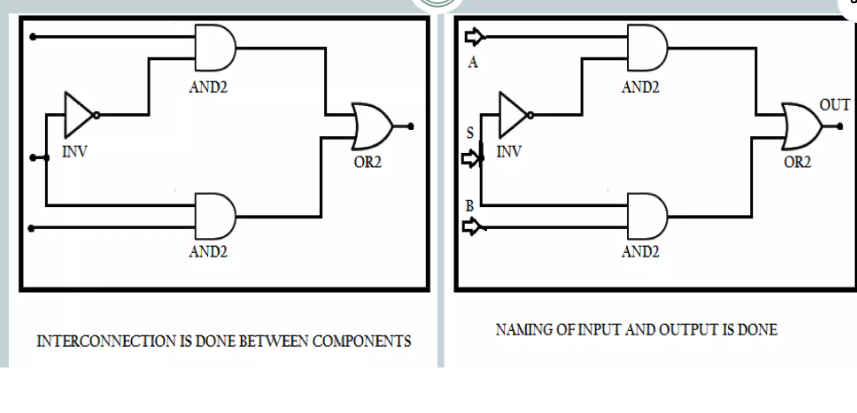 AND2
INV
OR2
AND2
INTERCONNECTION IS DONE BETWEEN COMPONENTS
A
AND2
OUT
S
INV
OR2
B
AND2
NAMING OF INPUT AND OUTPUT IS DONE